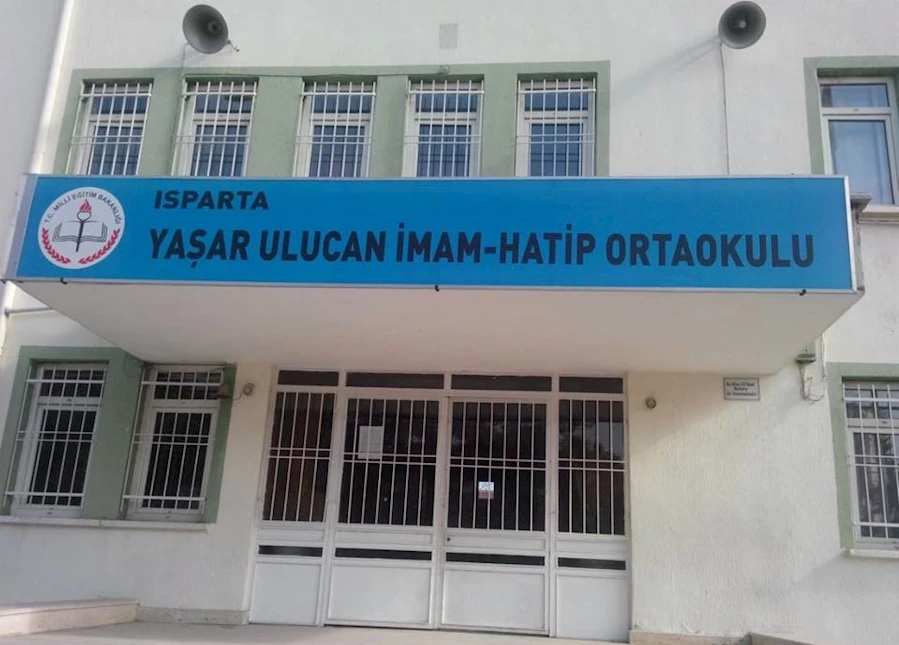 T.C. MİLLİ EĞİTİM BAKANLIĞI
ISPARTA
YAŞAR ULUCAN İMAM-HATİP ORTAOKULU